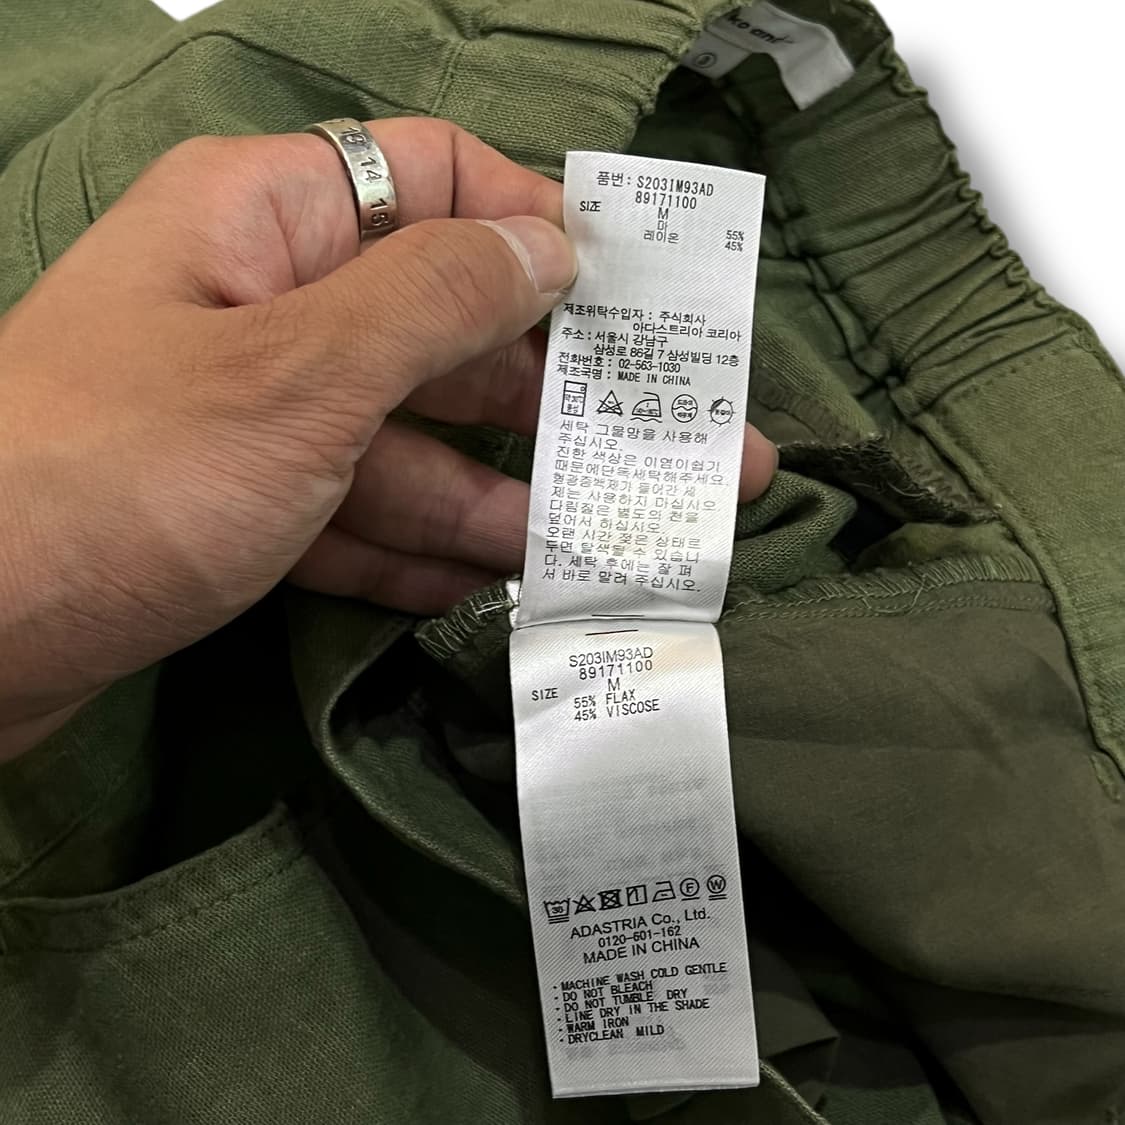 ko and
3
13 14 15
품번: S203IM93AD
89171100
SIZE M
마 55%
레이온 45%
제조위탁수입자 : 주식회사
아다스트리아 코리아
주소 : 서울시 강남구
삼성로 86길 7 삼성빌딩 12층
전화번호 : 02-563-1030
제조국명 : MADE IN CHINA
세탁 그물망을 사용해
주십시오.
진한 색상은 이염이쉽기
때문에단독세탁해주세요.
형광증백제가 들어간 세
제는 사용하지 마십시오.
다림질은 별도의 천을
덮어서 하십시오
오랜 시간 젖은 상태로
두면 탈색될 수 있습니
다. 세탁 후에는 잘 펴
서 바로 말려 주십시오.
S203IM93AD
89171100
SIZE M
55% FLAX
45% VISCOSE
30 F W
ADASTRIA Co., Ltd.
0120-601-162
MADE IN CHINA
・MACHINE WASH COLD GENTLE
・DO NOT BLEACH
・DO NOT TUMBLE DRY
・LINE DRY IN THE SHADE
・WARM IRON
・DRYCLEAN MILD